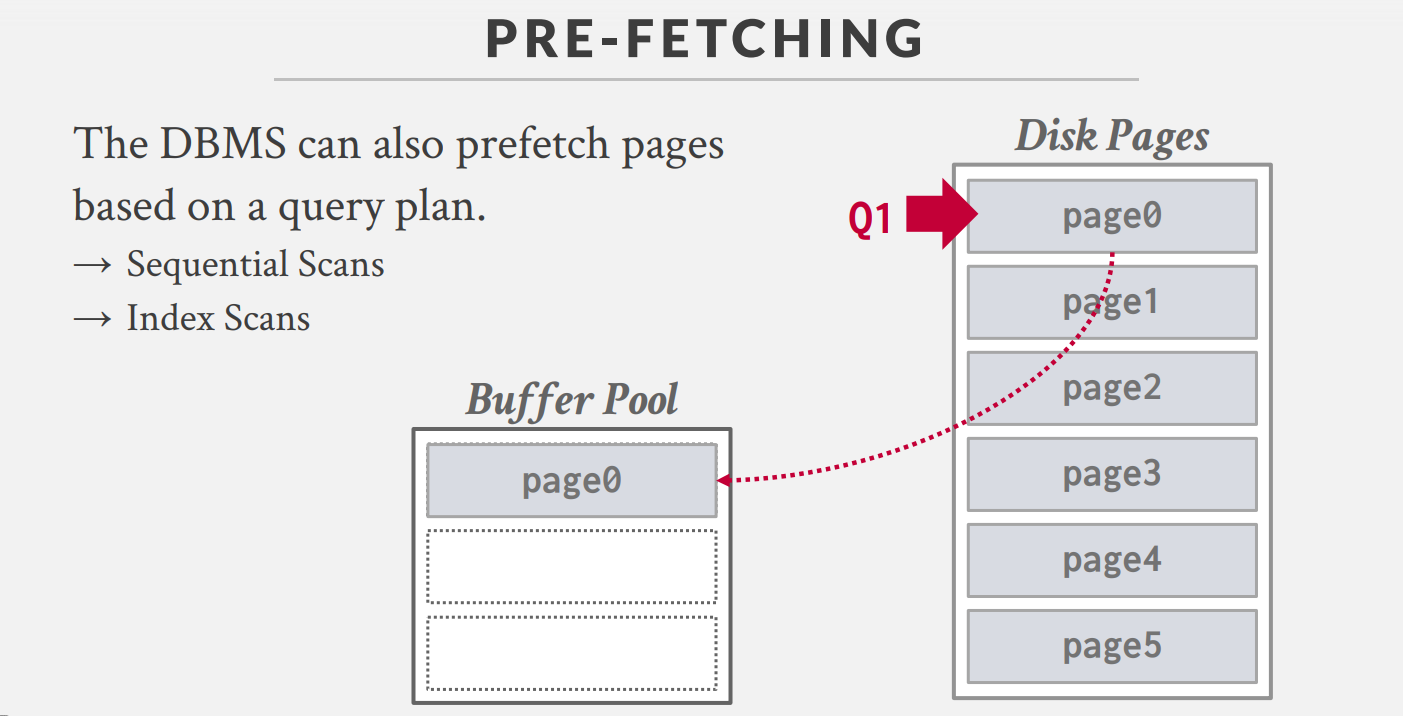 PRE-FETCHING
The DBMS can also prefetch pages
based on a query plan.
→ Sequential Scans
→ Index Scans
Buffer Pool
page0
Disk Pages
Q1
page0
page1
page2
page3
page4
page5